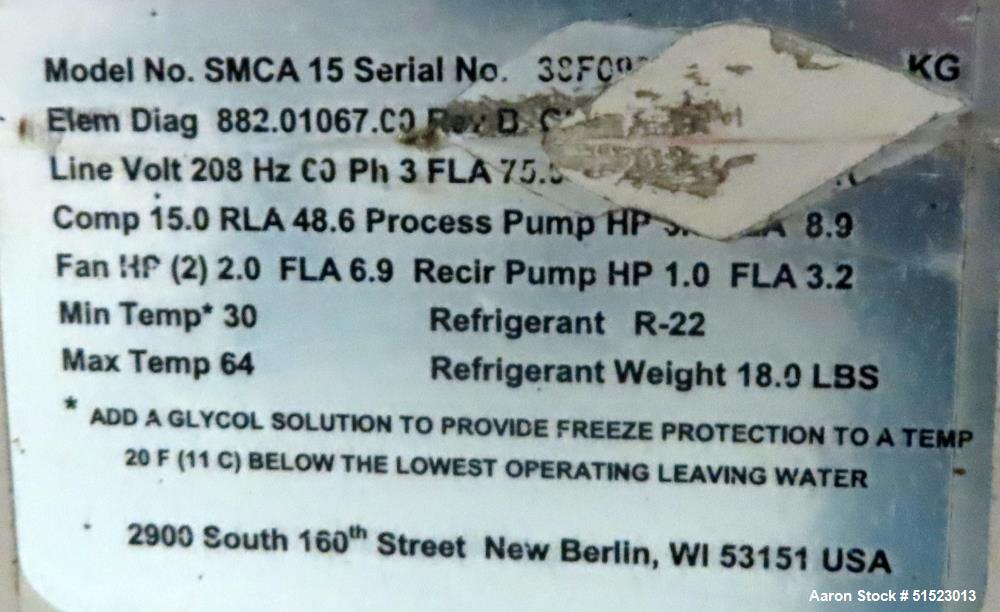 Model No. SMCA 15 Serial No. KG
Elem Diag 882.01067.00 Rev D
Line Volt 208 Hz 60 Ph 3 FLA
Comp 15.0 RLA 48.6 Process Pump HP 8.9
Fan HP (2) 2.0 FLA 6.9 Recir Pump HP 1.0 FLA 3.2
Min Temp* 30 Refrigerant R-22
Max Temp 64 Refrigerant Weight 18.0 LBS
* ADD A GLYCOL SOLUTION TO PROVIDE FREEZE PROTECTION TO A TEMP
20 F (11 C) BELOW THE LOWEST OPERATING LEAVING WATER
2900 South 160th Street New Berlin, WI 53151 USA
Aaron Stock # 51523013